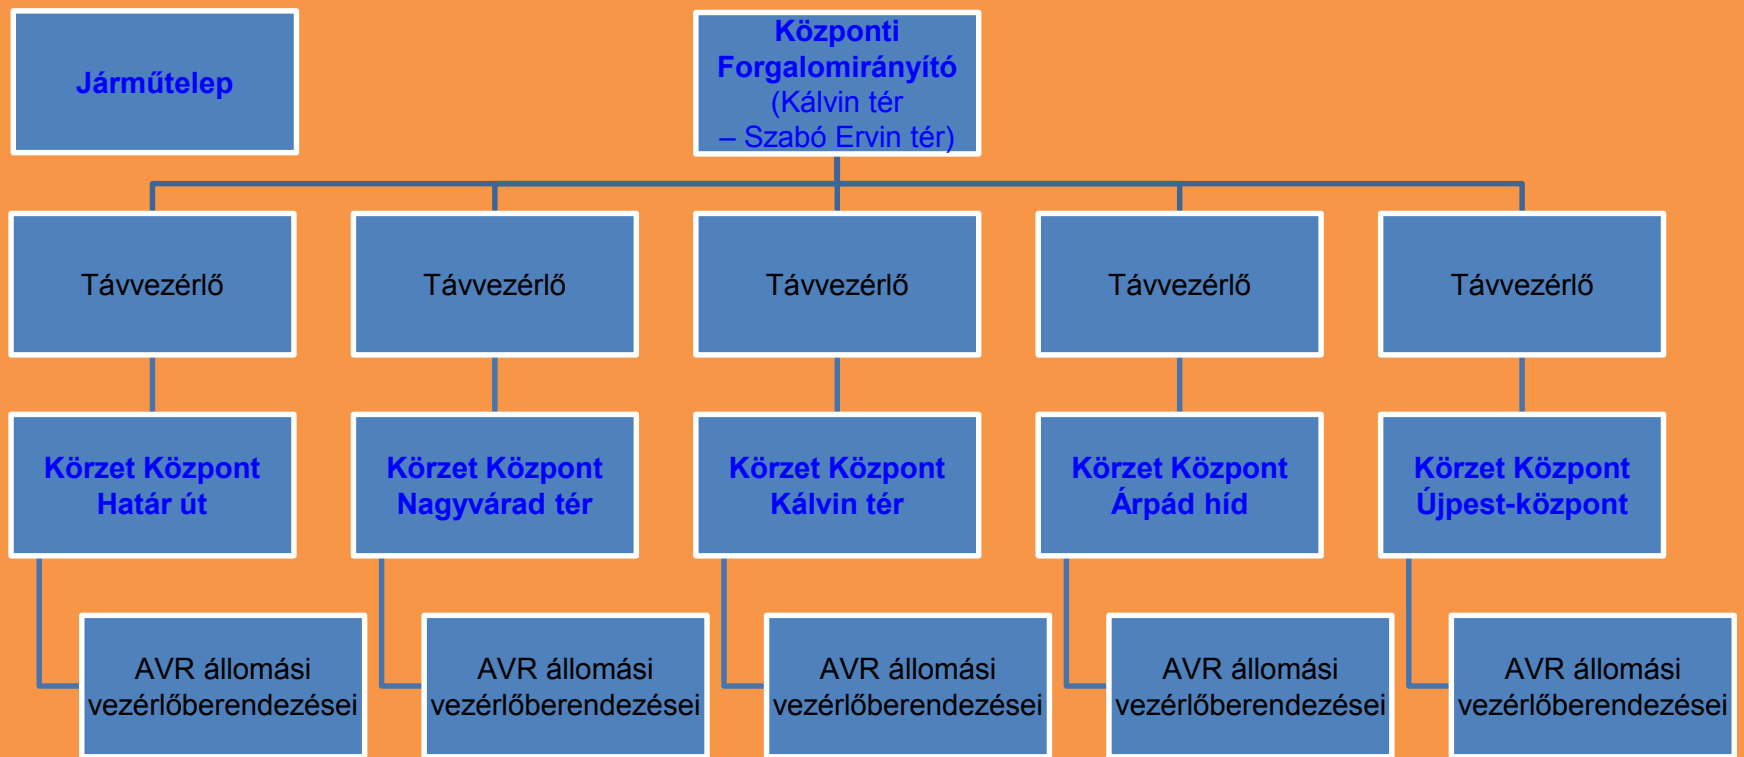 Járműtelep
Központi
Forgalomirányító
(Kálvin tér
– Szabó Ervin tér)
Távvezérlő
Távvezérlő
Távvezérlő
Távvezérlő
Távvezérlő
Körzet Központ
Határ út
Körzet Központ
Nagyvárad tér
Körzet Központ
Kálvin tér
Körzet Központ
Árpád híd
Körzet Központ
Újpest-központ
AVR állomási
vezérlőberendezései
AVR állomási
vezérlőberendezései
AVR állomási
vezérlőberendezései
AVR állomási
vezérlőberendezései
AVR állomási
vezérlőberendezései